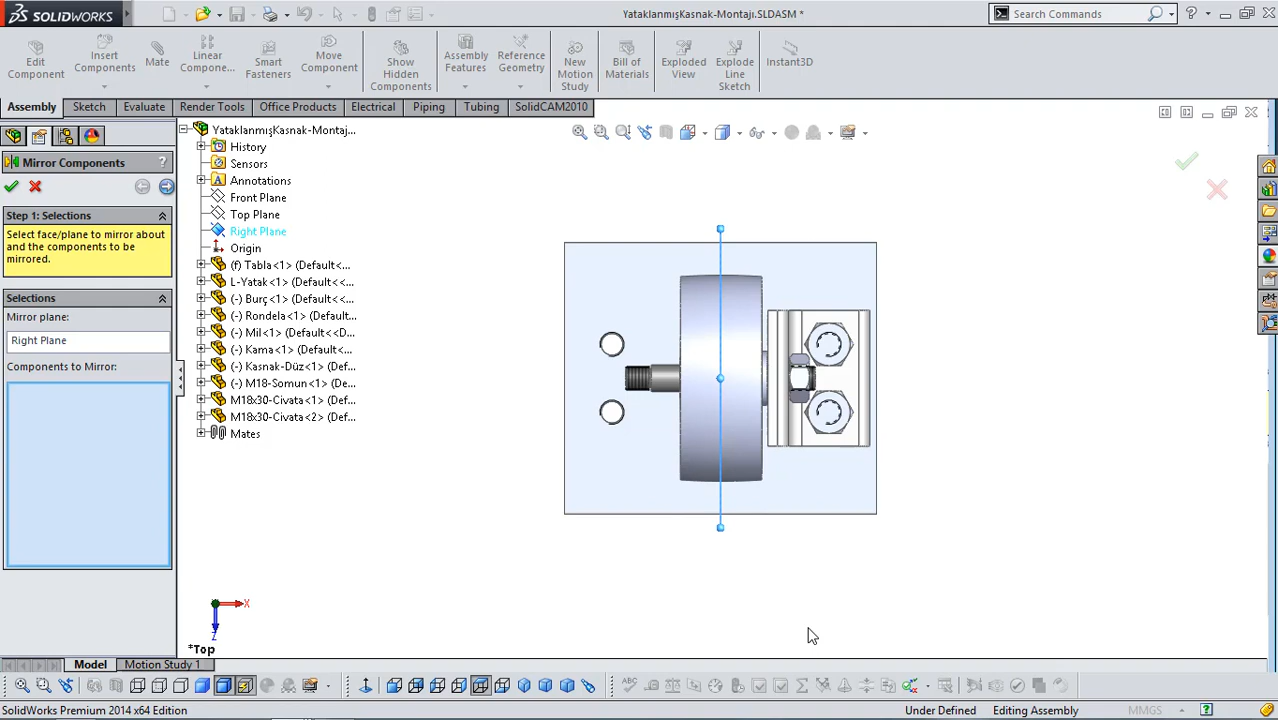 SOLIDWORKS
YataklanmışKasnak-Montajı.SLDASM *
Search Commands
Edit Component
Insert Components
Mate
Linear Compone...
Smart Fasteners
Move Component
Show Hidden Components
Assembly Features
Reference Geometry
New Motion Study
Bill of Materials
Exploded View
Explode Line Sketch
Instant3D
Assembly
Sketch
Evaluate
Render Tools
Office Products
Electrical
Piping
Tubing
SolidCAM2010
Mirror Components
?
Step 1: Selections
Select face/plane to mirror about
and the components to be
mirrored.
Selections
Mirror plane:
Right Plane
Components to Mirror:
YataklanmışKasnak-Montaj...
History
Sensors
Annotations
Front Plane
Top Plane
Right Plane
Origin
(f) Tabla<1> (Default<...
L-Yatak<1> (Default<<...
(-) Burç<1> (Default<...
(-) Rondela<1> (Defau...
(-) Mil<1> (Default<<D...
(-) Kama<1> (Default<...
(-) Kasnak-Düz<1> (Def...
(-) M18-Somun<1> (De...
M18x30-Civata<1> (Def...
M18x30-Civata<2> (Def...
Mates
X
Z
*Top
Model
Motion Study 1
SOLIDWORKS Premium 2014 x64 Edition
Under Defined
Editing Assembly
MMGS
?